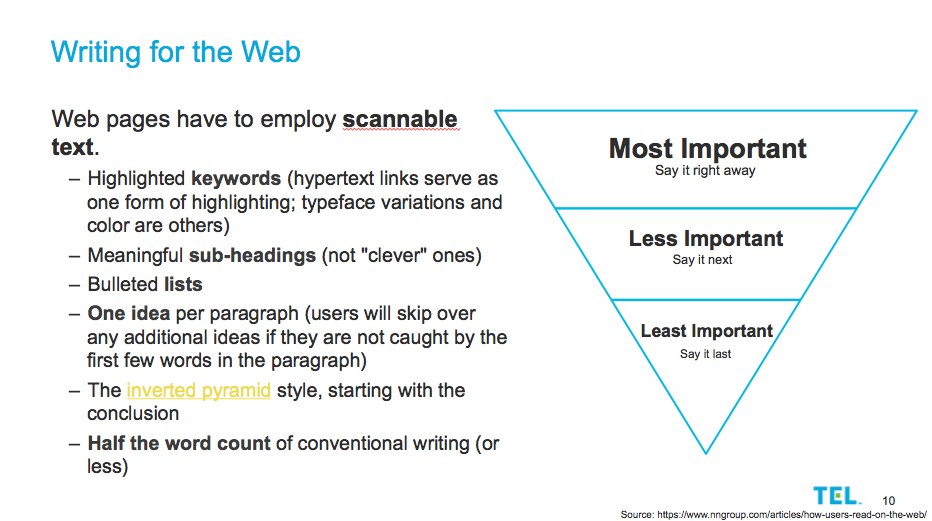 Writing for the Web
Web pages have to employ scannable
text.
– Highlighted keywords (hypertext links serve as
one form of highlighting; typeface variations and
color are others)
– Meaningful sub-headings (not "clever" ones)
– Bulleted lists
– One idea per paragraph (users will skip over
any additional ideas if they are not caught by the
first few words in the paragraph)
– The inverted pyramid style, starting with the
conclusion
– Half the word count of conventional writing (or
less)
Most Important
Say it right away
Less Important
Say it next
Least Important
Say it last
TEL
10
Source: https://www.nngroup.com/articles/how-users-read-on-the-web/